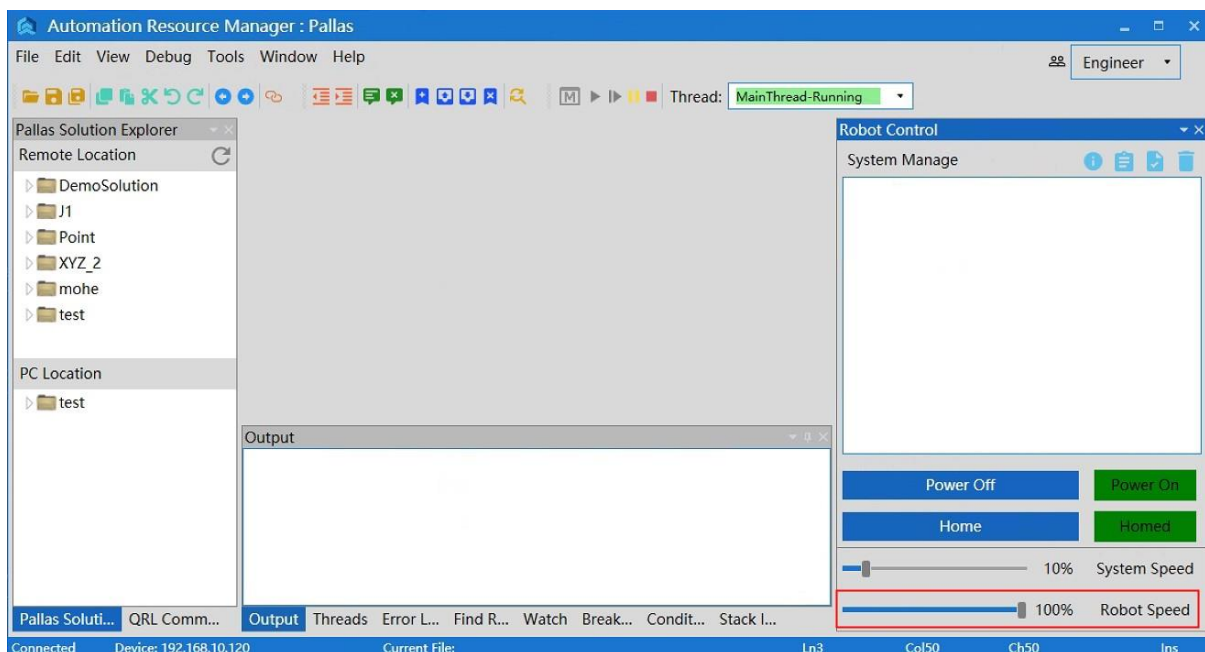 Automation Resource Manager : Pallas
File Edit View Debug Tools Window Help
Engineer
M Thread: MainThread-Running
Pallas Solution Explorer
Remote Location
DemoSolution
J1
Point
XYZ_2
mohe
test
PC Location
test
Pallas Soluti... QRL Comm...
Output
Output Threads Error L... Find R... Watch Break... Condit... Stack I...
Robot Control
System Manage
Power Off Power On
Home Homed
10% System Speed
100% Robot Speed
Connected Device: 192.168.10.120 Current File: Ln3 Col50 Ch50 Ins